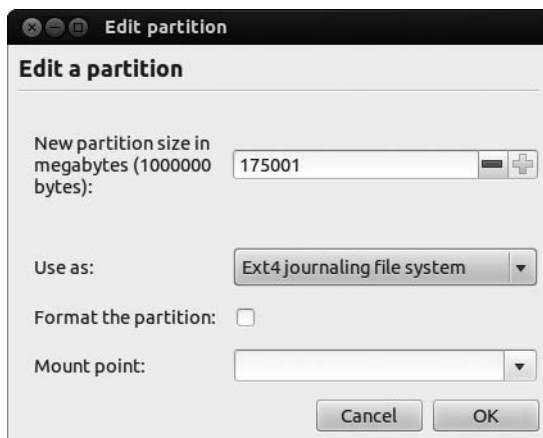 Edit partition
Edit a partition
New partition size in
megabytes (1000000
bytes):
175001
Use as:
Ext4 journaling file system
Format the partition:
Mount point:
Cancel
OK